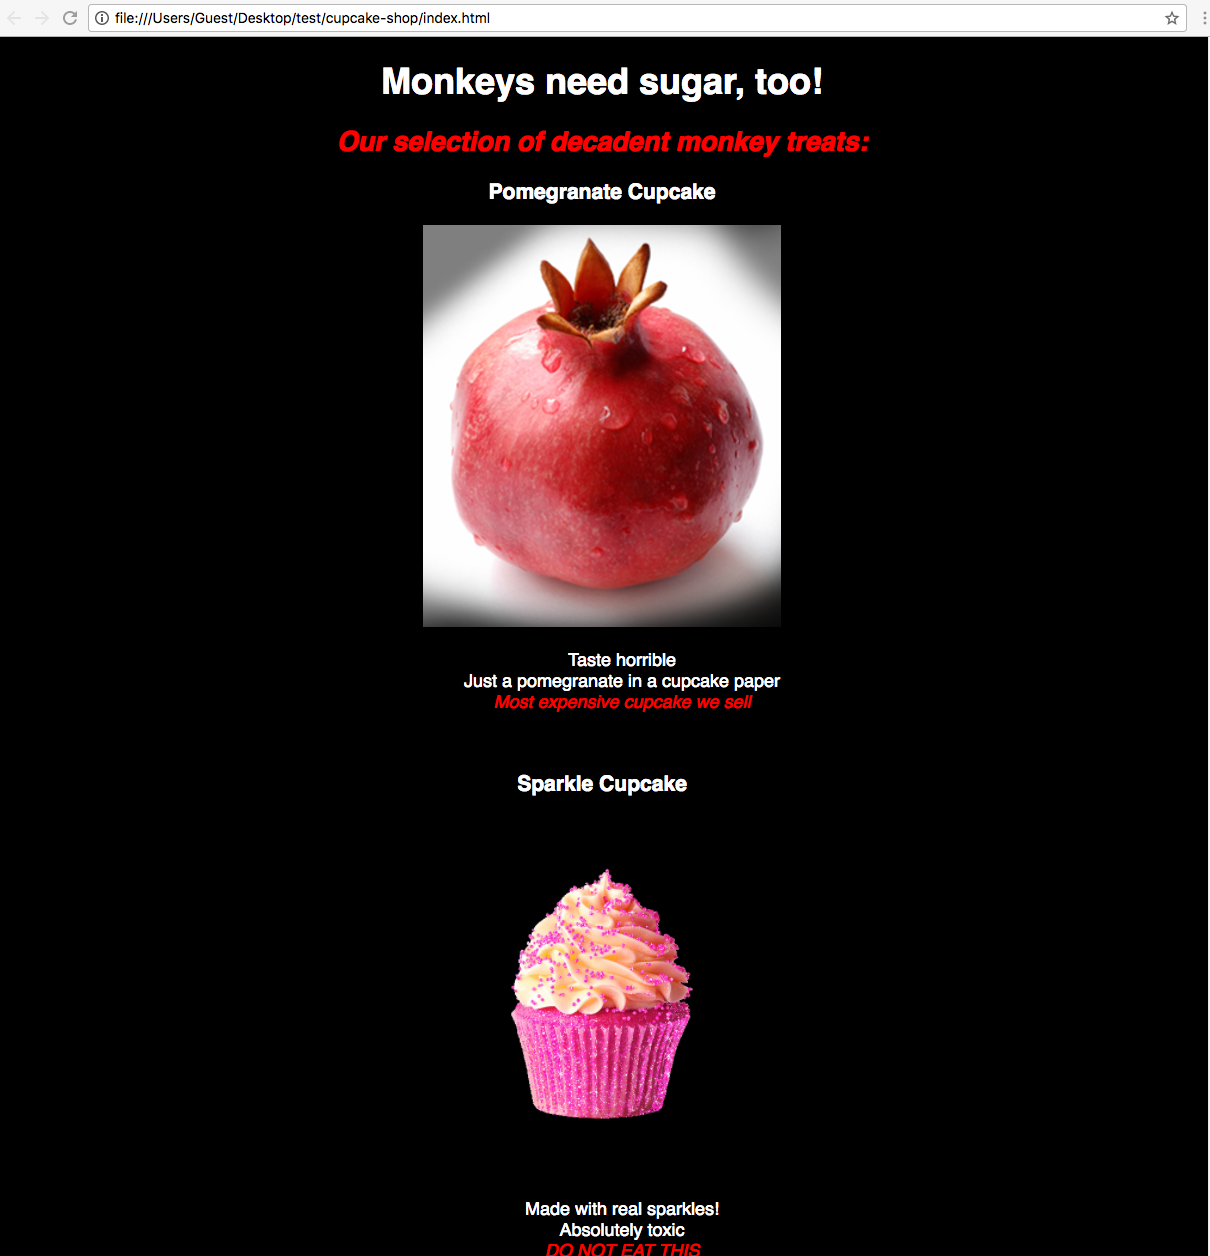 file:///Users/Guest/Desktop/test/cupcake-shop/index.html
Monkeys need sugar, too!
Our selection of decadent monkey treats:
Pomegranate Cupcake
Taste horrible
Just a pomegranate in a cupcake paper
Most expensive cupcake we sell
Sparkle Cupcake
Made with real sparkles!
Absolutely toxic
DO NOT EAT THIS